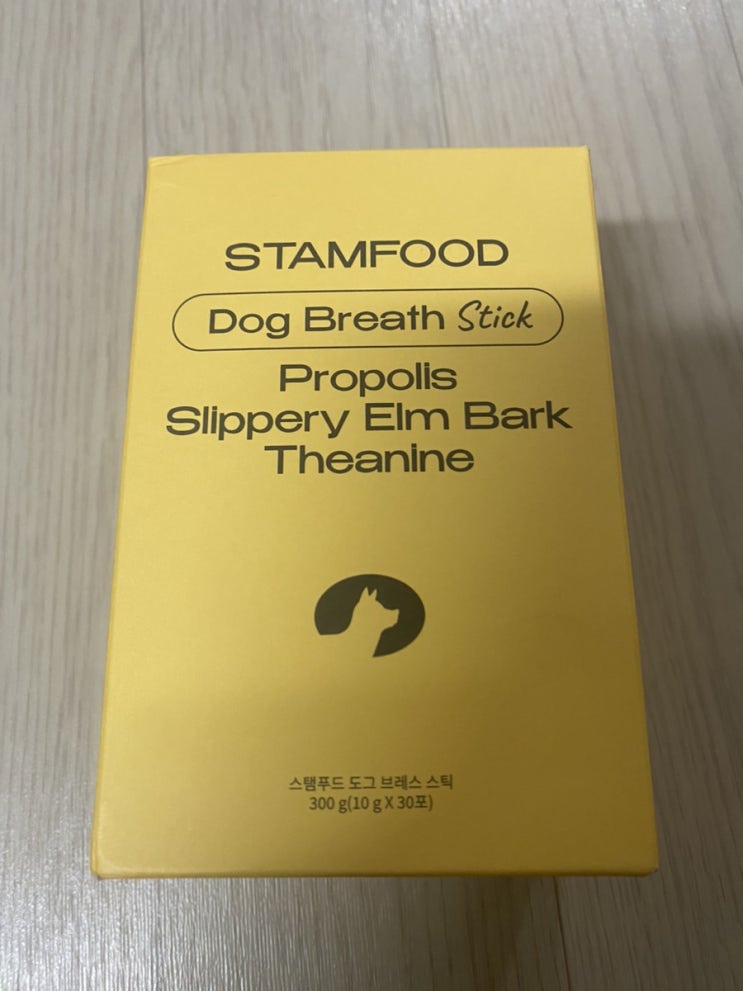 STAMFOOD
Dog Breath Stick
Propolis
Slippery Elm Bark
Theanine
스탬푸드 도그 브레스 스틱
300 g(10 g X 30포)